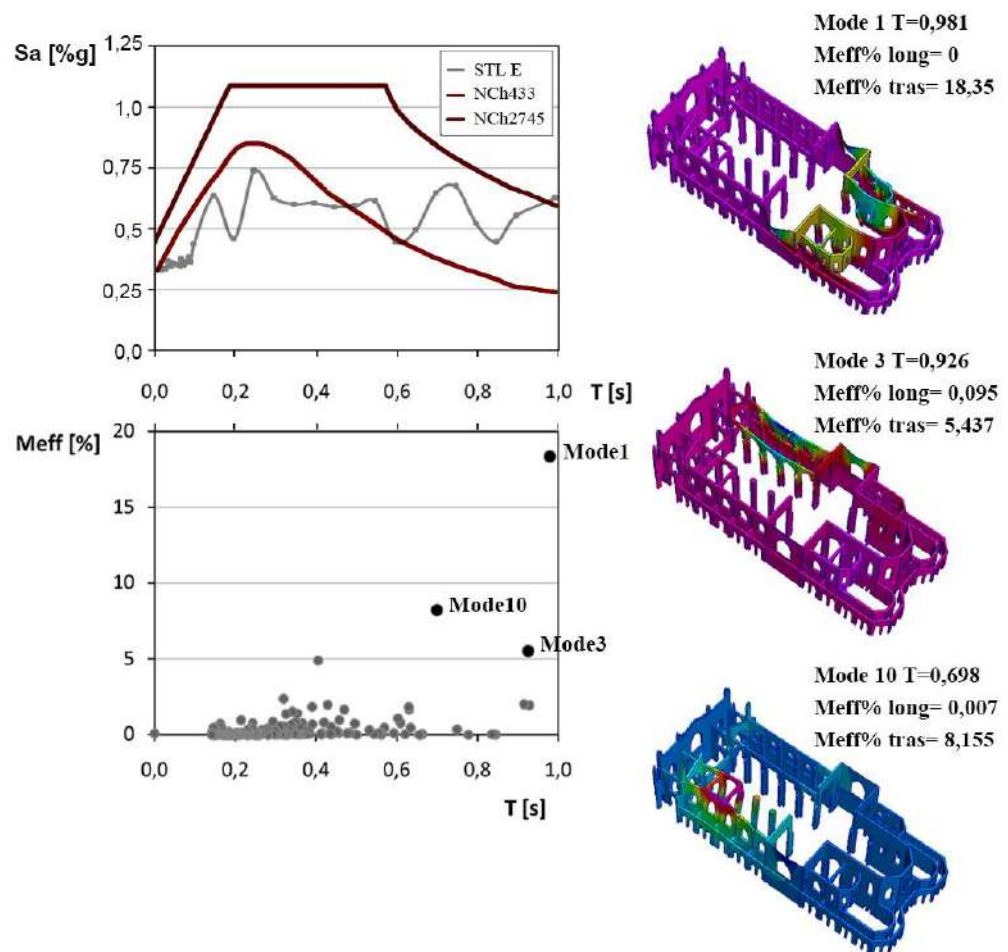 Sa [%g]
1,25
1,0
0,75
0,5
0,25
0,0
STL E
NCh433
NCh2745
0,0
0,2
0,4
0,6
0,8
1,0
T [s]
Meff [%]
20
15
10
5
0
Mode1
Mode10
Mode3
0,0
0,2
0,4
0,6
0,8
1,0
T [s]
Mode 1 T=0,981
Meff% long= 0
Meff% tras= 18,35
Mode 3 T=0,926
Meff% long= 0,095
Meff% tras= 5,437
Mode 10 T=0,698
Meff% long= 0,007
Meff% tras= 8,155